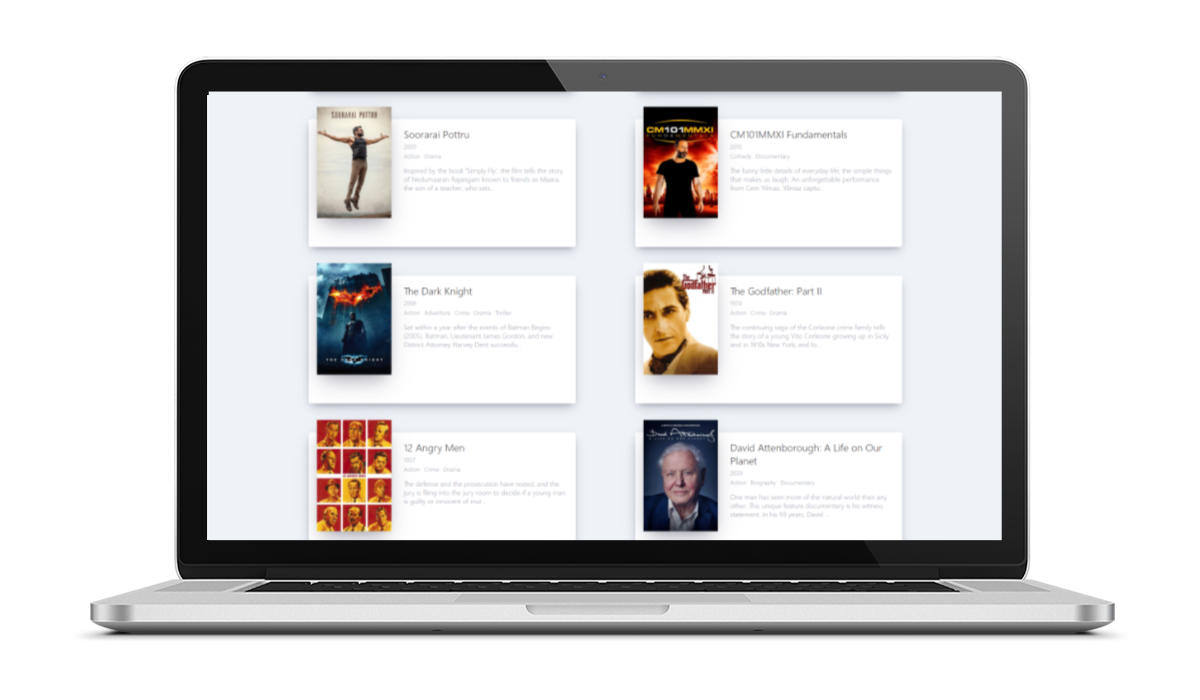 SOORARAI POTTRU
Soorarai Pottru
2020
Action Drama
Inspired by the book "Simply Fly", the film tells the story
of Nedumaaran Rajangam known to friends as Maara,
the son of a teacher, who sets...
CM101MMXI
FUNDAMENTALS
CM101MMXI Fundamentals
2013
Comedy Documentary
The funny little details of everyday life; the simple things
that makes us laugh. An unforgettable performance
from Cem Yilmaz. Yilmaz captu...
THE DARK KNIGHT
The Dark Knight
2008
Action Adventure Crime Drama Thriller
Set within a year after the events of Batman Begins
(2005), Batman, Lieutenant James Gordon, and new
District Attorney Harvey Dent successfu...
The
Godfather
PART II
The Godfather: Part II
1974
Action Crime Drama
The continuing saga of the Corleone crime family tells
the story of a young Vito Corleone growing up in Sicily
and in 1910s New York; and fo...
12 Angry Men
1957
Action Crime Drama
The defense and the prosecution have rested, and the
jury is filing into the jury room to decide if a young man
is guilty or innocent of mur...
David Attenborough: A Life on Our
Planet
2020
Action Biography Documentary
One man has seen more of the natural world than any
other. This unique feature documentary is his witness
statement. In his 93 years, David ...